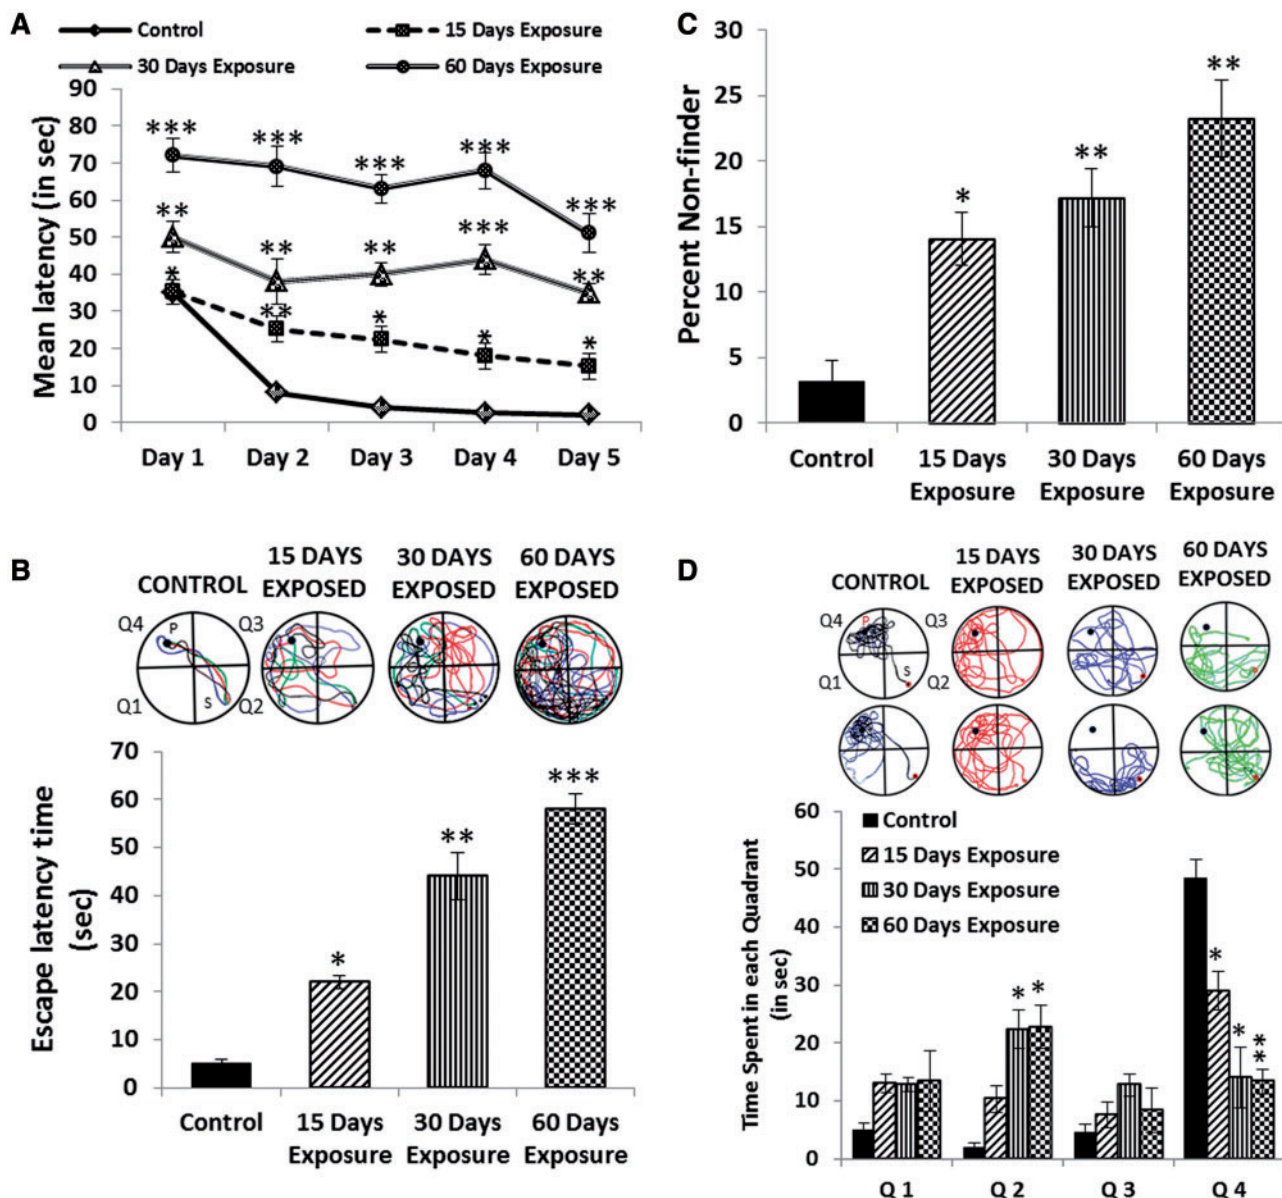 A
Control
15 Days Exposure
30 Days Exposure
60 Days Exposure
Mean latency (in sec)
90
80
70
60
50
40
30
20
10
0
***
***
***
***
***
**
**
**
***
**
*
**
*
*
*
Day 1 Day 2 Day 3 Day 4 Day 5
C
Percent Non-finder
30
25
20
15
10
5
0
*
**
**
Control 15 Days Exposure 30 Days Exposure 60 Days Exposure
B
CONTROL
15 DAYS EXPOSED
30 DAYS EXPOSED
60 DAYS EXPOSED
Q4 P Q3
Q1 S Q2
Escape latency time (sec)
70
60
50
40
30
20
10
0
*
**
***
Control 15 Days Exposure 30 Days Exposure 60 Days Exposure
D
CONTROL
15 DAYS EXPOSED
30 DAYS EXPOSED
60 DAYS EXPOSED
Q4 P Q3
Q1 S Q2
Time Spent in each Quadrant (in sec)
60
50
40
30
20
10
0
Control
15 Days Exposure
30 Days Exposure
60 Days Exposure
* *
* * **
Q 1 Q 2 Q 3 Q 4